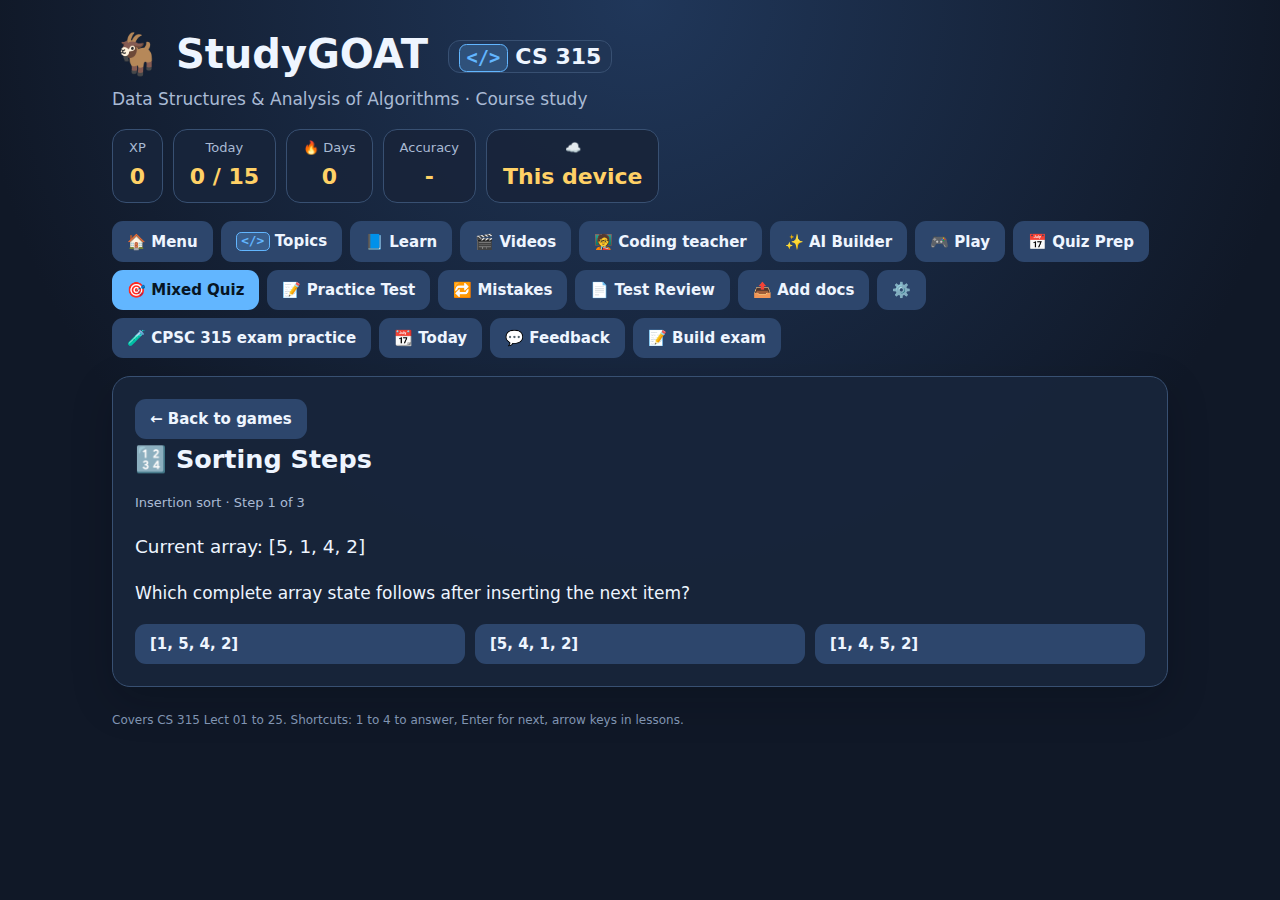 🐐 StudyGOAT </> CS 315
Data Structures & Analysis of Algorithms · Course study
XP
0
Today
0 / 15
🔥 Days
0
Accuracy
-
☁️
This device
🏠 Menu
</> Topics
📘 Learn
🎬 Videos
🧑‍🏫 Coding teacher
✨ AI Builder
🎮 Play
📅 Quiz Prep
🎯 Mixed Quiz
📝 Practice Test
🔁 Mistakes
📄 Test Review
📤 Add docs
⚙️
🧪 CPSC 315 exam practice
📆 Today
💬 Feedback
📝 Build exam
← Back to games
🔢 Sorting Steps
Insertion sort · Step 1 of 3
Current array: [5, 1, 4, 2]
Which complete array state follows after inserting the next item?
[1, 5, 4, 2]
[5, 4, 1, 2]
[1, 4, 5, 2]
Covers CS 315 Lect 01 to 25. Shortcuts: 1 to 4 to answer, Enter for next, arrow keys in lessons.